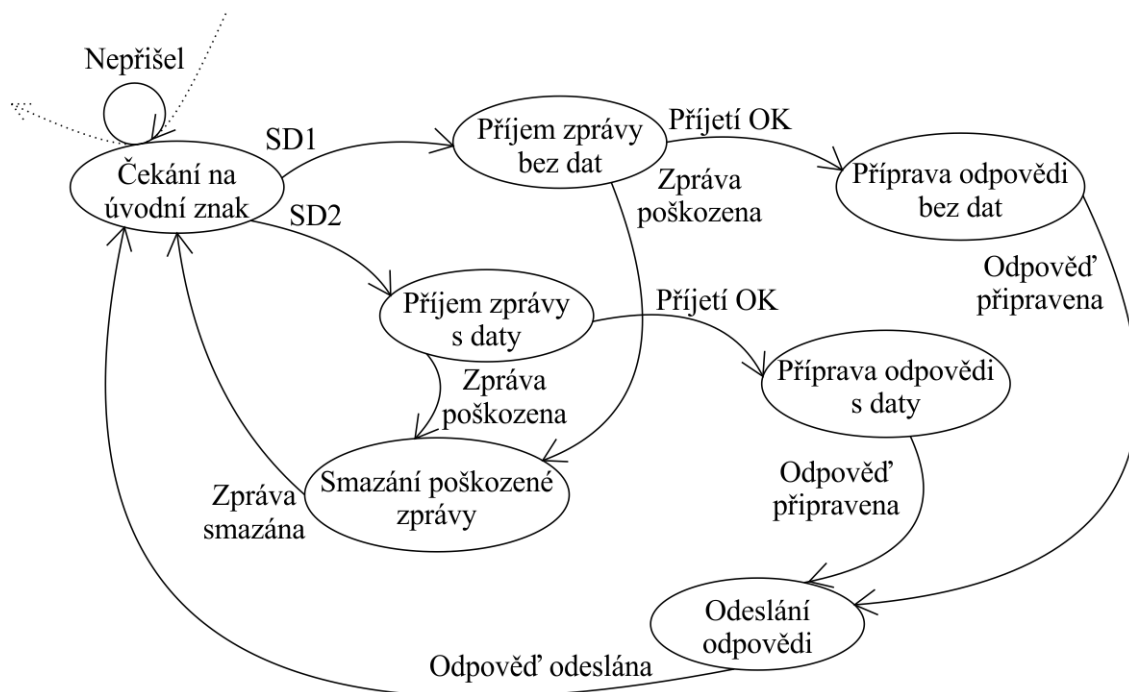 Nepřišel
Čekání na
úvodní znak
SD1
Příjem zprávy
bez dat
Příjetí OK
Zpráva
poškozena
Příprava odpovědi
bez dat
SD2
Odpověď
připravena
Příjem zprávy
s daty
Příjetí OK
Zpráva
poškozena
Příprava odpovědi
s daty
Smazání poškozené
zprávy
Zpráva
smazána
Odpověď
připravena
Odeslání
odpovědi
Odpověď odeslána